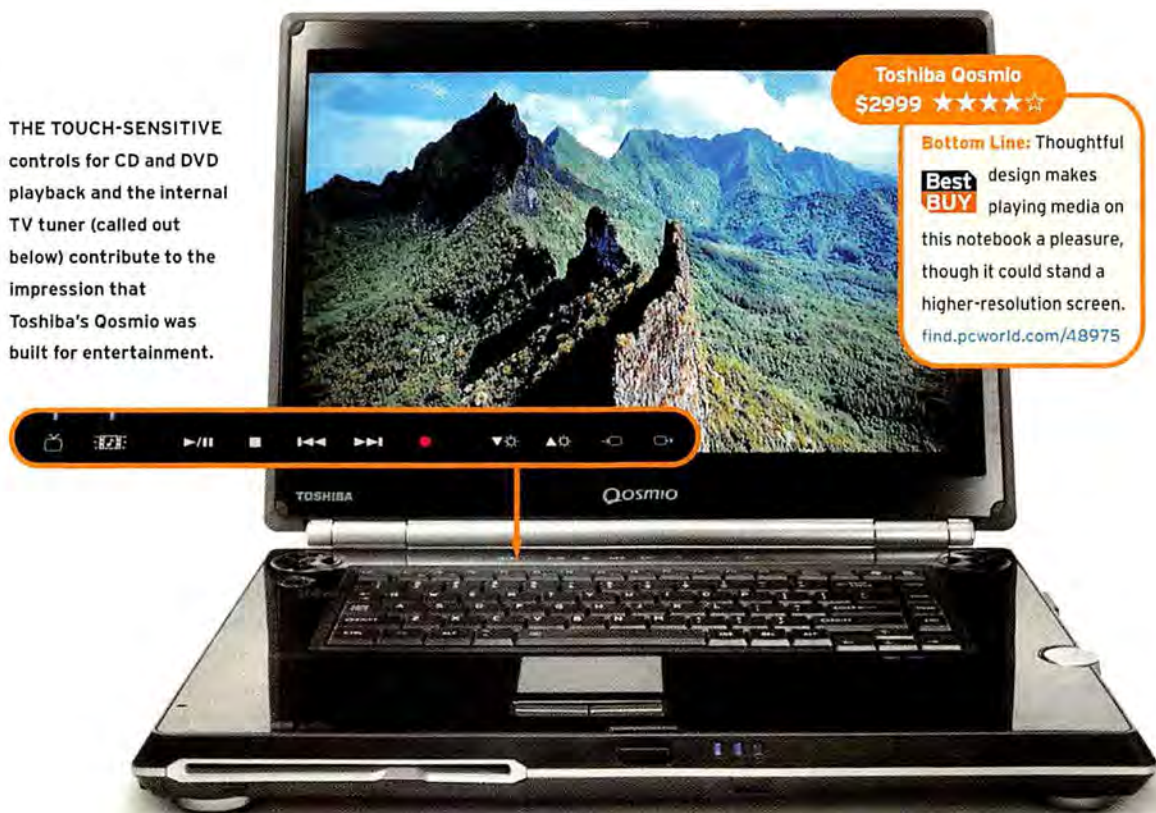 THE TOUCH-SENSITIVE
controls for CD and DVD
playback and the internal
TV tuner (called out
below) contribute to the
impression that
Toshiba's Qosmio was
built for entertainment.
Toshiba Qosmio
$2999 ★★★★☆
Bottom Line: Thoughtful
Best BUY
design makes
playing media on
this notebook a pleasure,
though it could stand a
higher-resolution screen.
find.pcworld.com/48975
TOSHIBA
Qosmio